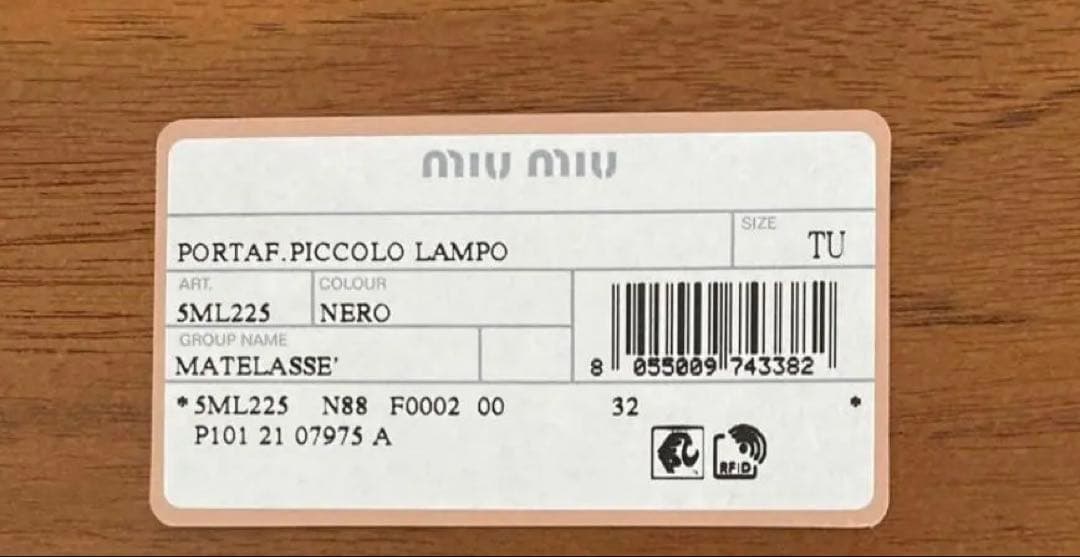 miu miu
PORTAF.PICCOLO LAMPO
SIZE
TU
ART.
5ML225
COLOUR
NERO
GROUP NAME
MATELASSE'
8 055009 743382
*5ML225 N88 F0002 00 32 *
P101 21 07975 A
RFID